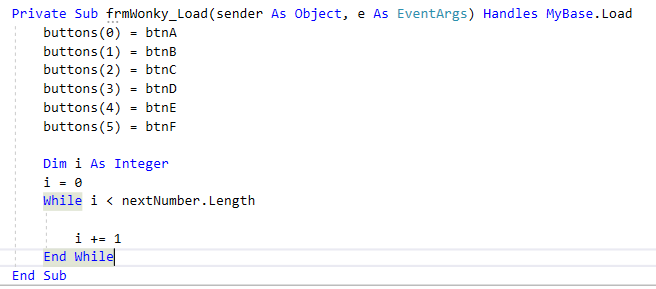 Private Sub frmWonky_Load(sender As Object, e As EventArgs) Handles MyBase.Load
buttons(0) = btnA
buttons(1) = btnB
buttons(2) = btnC
buttons(3) = btnD
buttons(4) = btnE
buttons(5) = btnF
Dim i As Integer
i = 0
While i < nextNumber.Length
i += 1
End While
End Sub